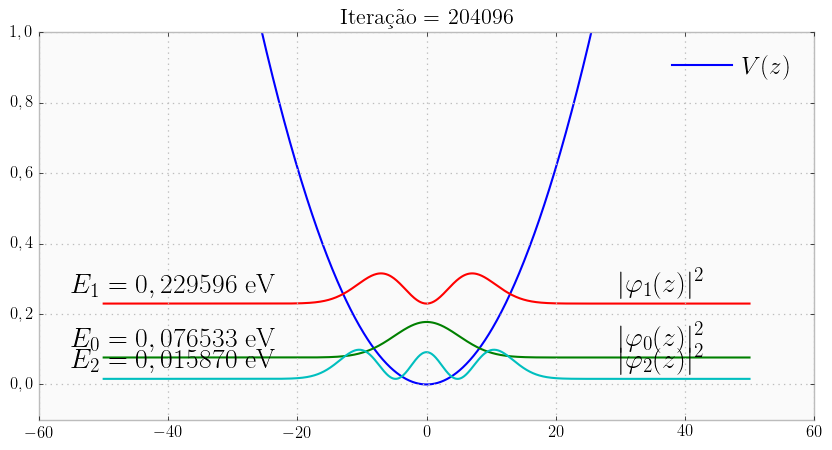 Iteração = 204096
1,0
0,8
0,6
0,4
0,2
0,0
V(z)
E₁ = 0,229596 eV
|φ₁(z)|²
E₀ = 0,076533 eV
|φ₀(z)|²
E₂ = 0,015870 eV
|φ₂(z)|²
−60 −40 −20 0 20 40 60